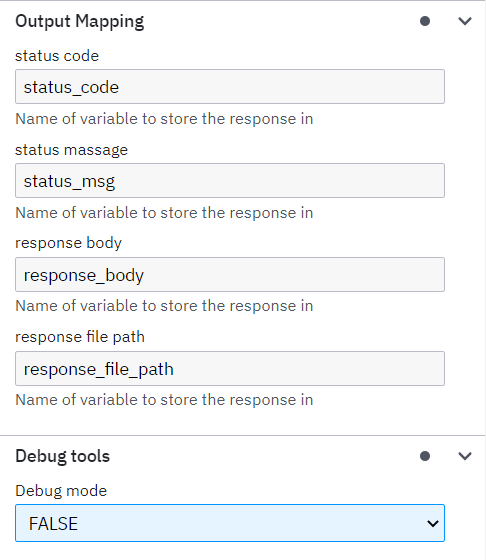 Output Mapping
status code
status_code
Name of variable to store the response in
status massage
status_msg
Name of variable to store the response in
response body
response_body
Name of variable to store the response in
response file path
response_file_path
Name of variable to store the response in
Debug tools
Debug mode
FALSE